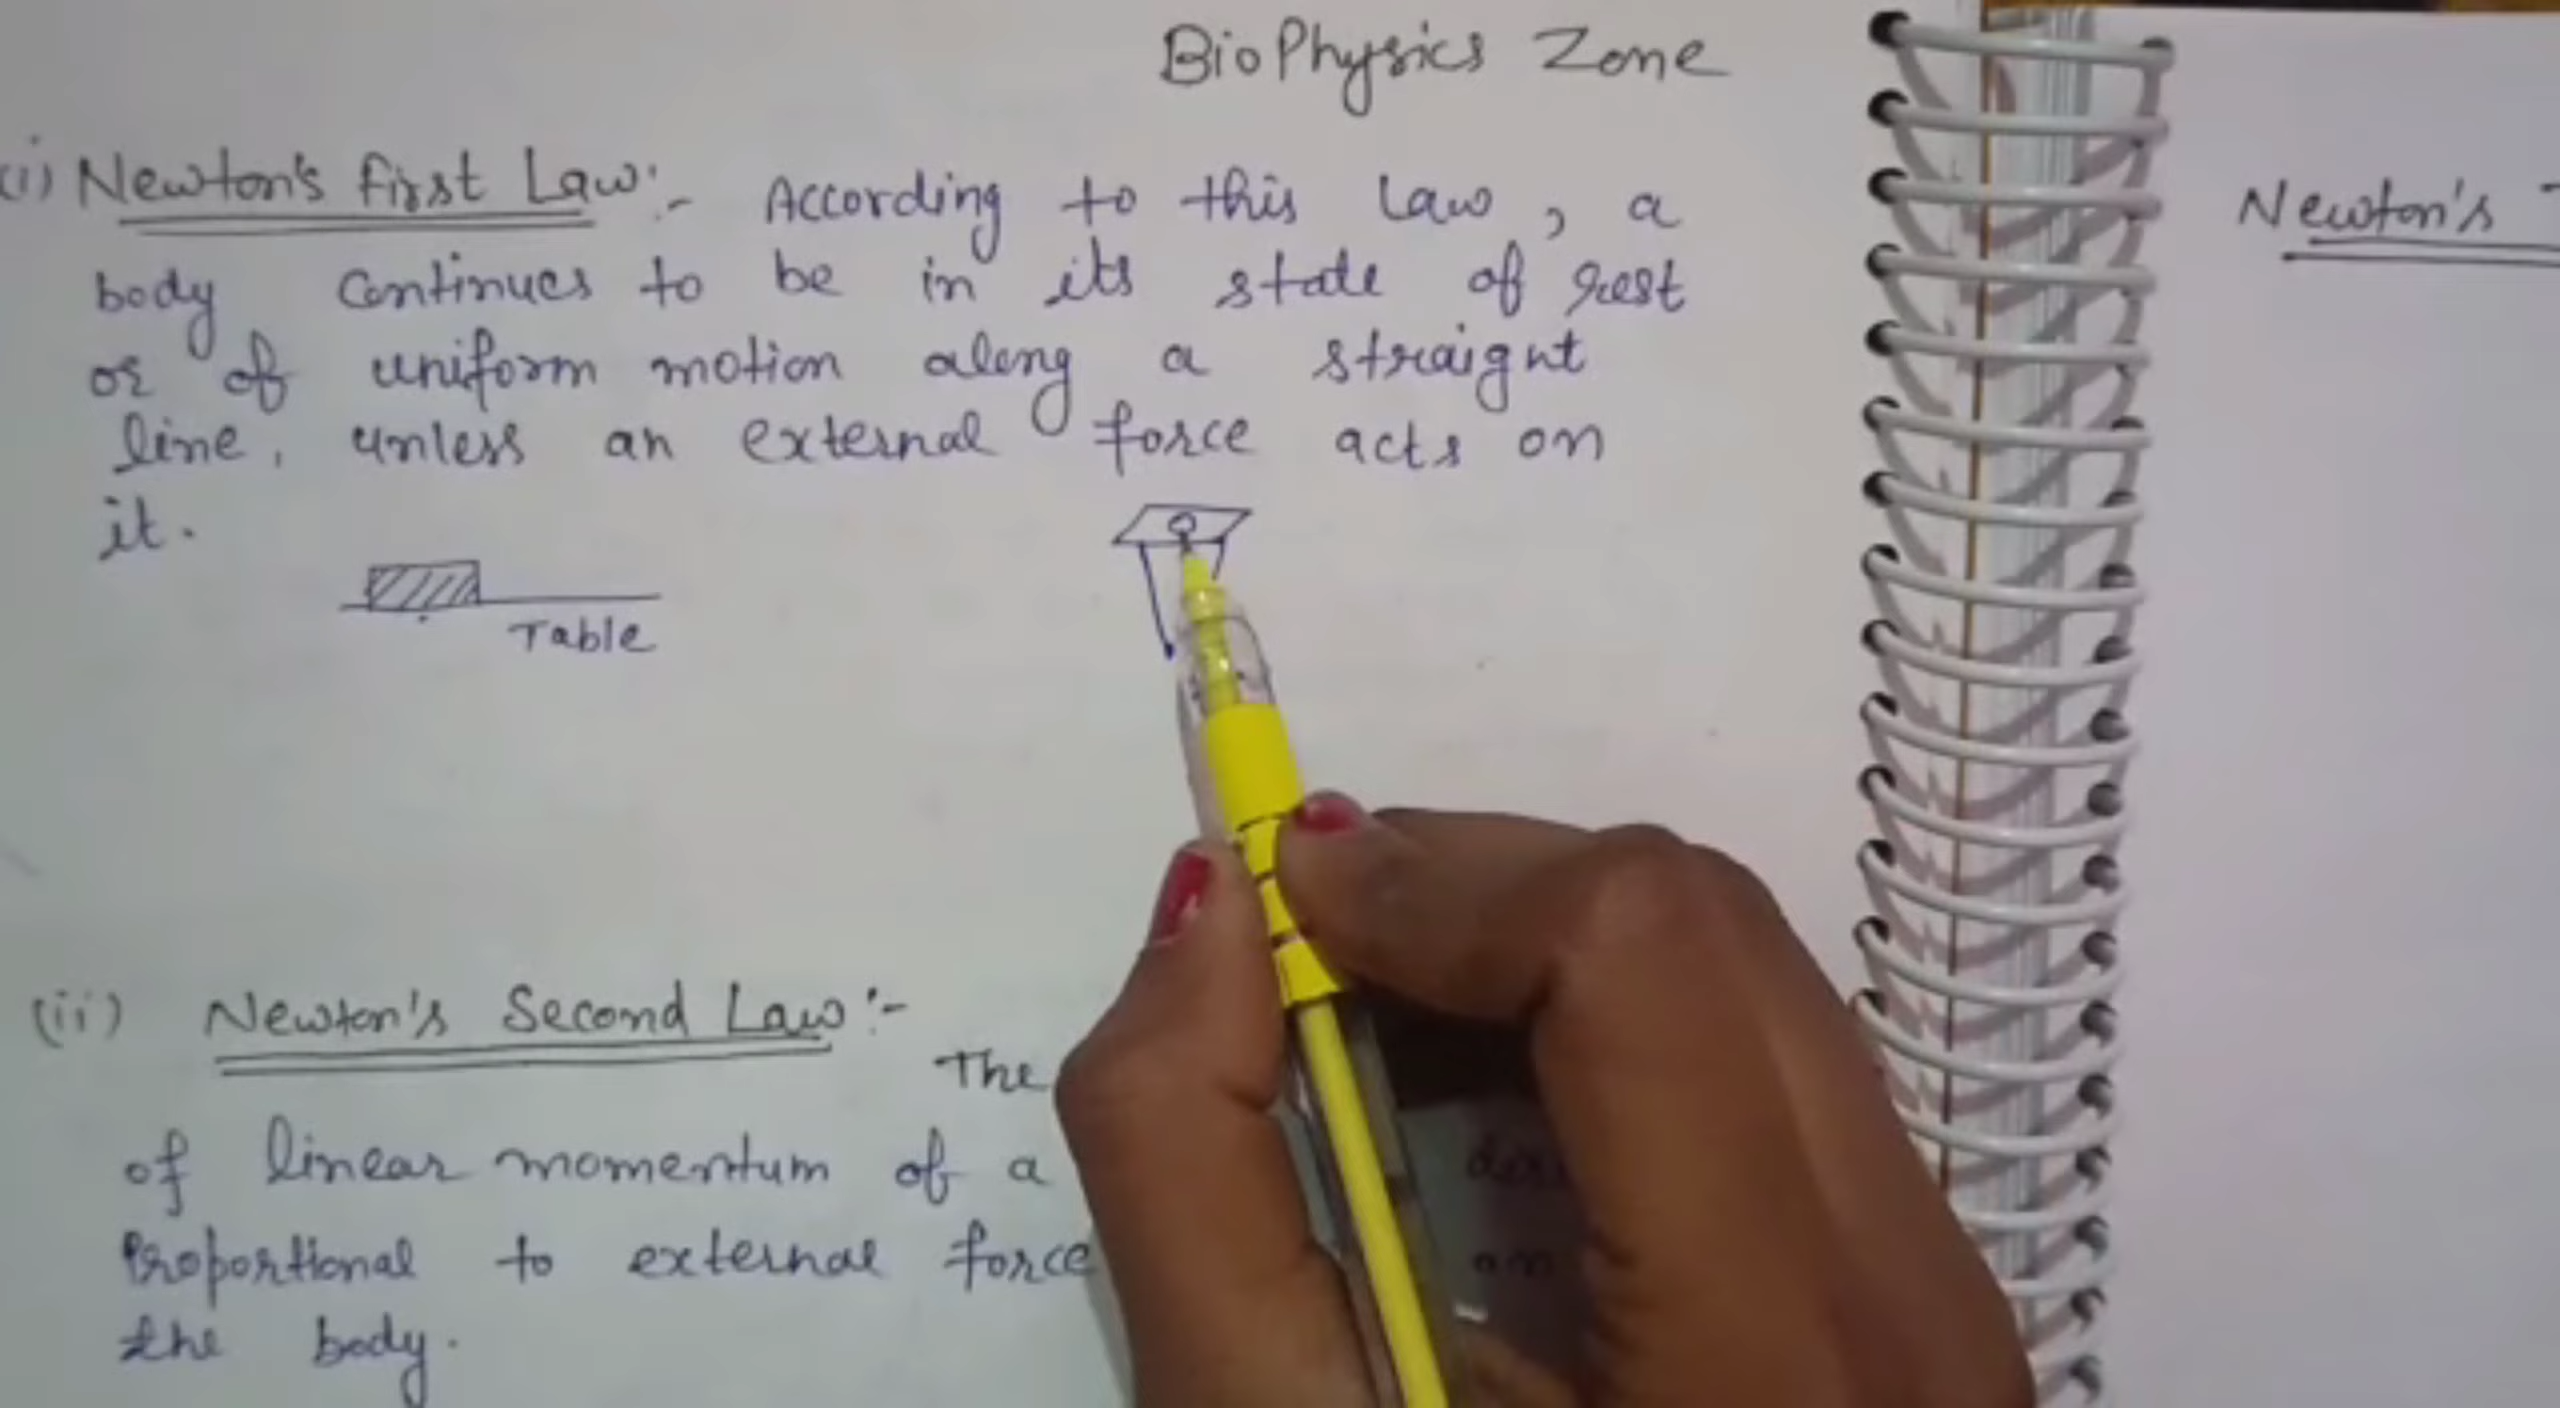 BioPhysics Zone
(i) Newton's first Law:- According to this law, a
body continues to be in its state of rest
or of uniform motion along a straight
line, unless an external force acts on
it.
Table
(ii) Newton's Second Law:-
The
of linear momentum of a
proportional to external force
the body.
Newton's